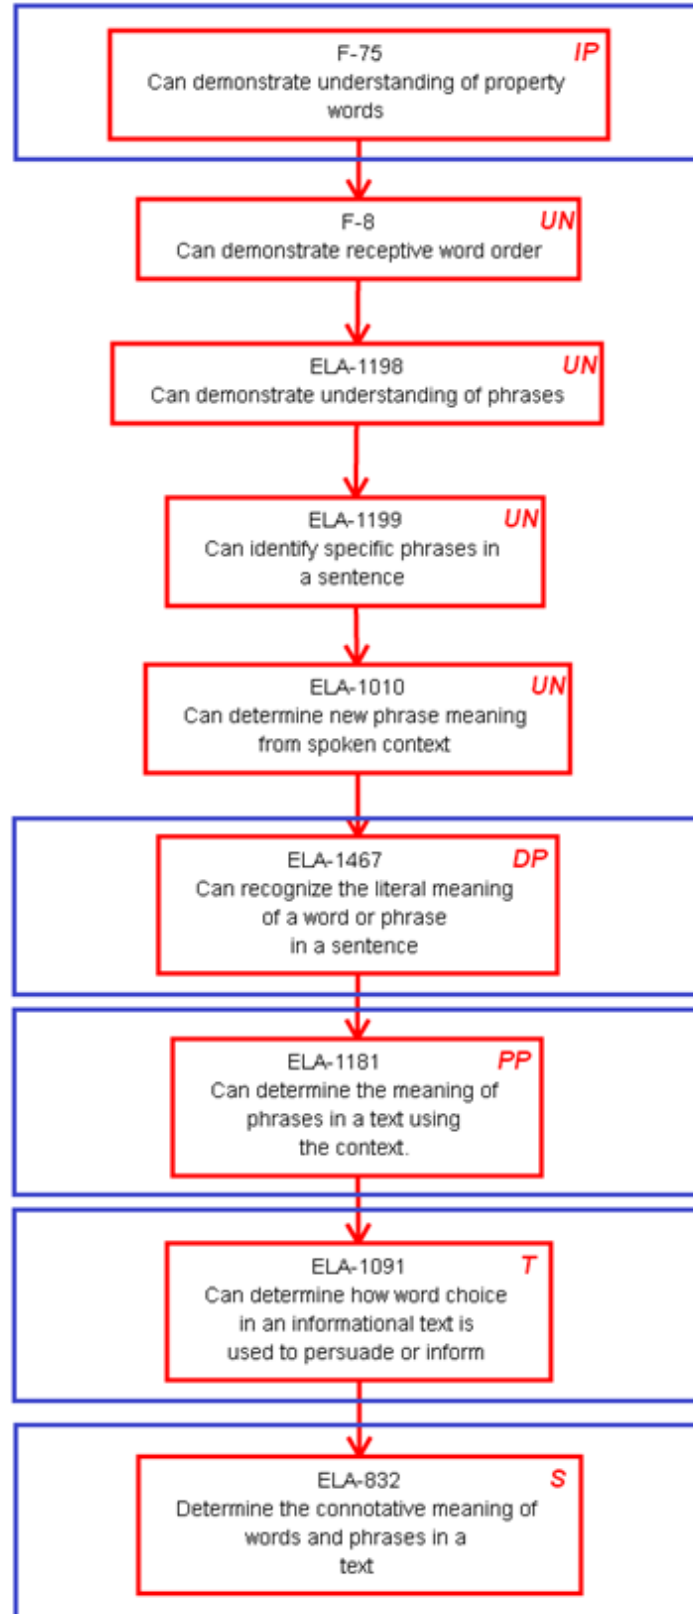 F-75 IP
Can demonstrate understanding of property
words
F-8 UN
Can demonstrate receptive word order
ELA-1198 UN
Can demonstrate understanding of phrases
ELA-1199 UN
Can identify specific phrases in
a sentence
ELA-1010 UN
Can determine new phrase meaning
from spoken context
ELA-1467 DP
Can recognize the literal meaning
of a word or phrase
in a sentence
ELA-1181 PP
Can determine the meaning of
phrases in a text using
the context.
ELA-1091 T
Can determine how word choice
in an informational text is
used to persuade or inform
ELA-832 S
Determine the connotative meaning of
words and phrases in a
text